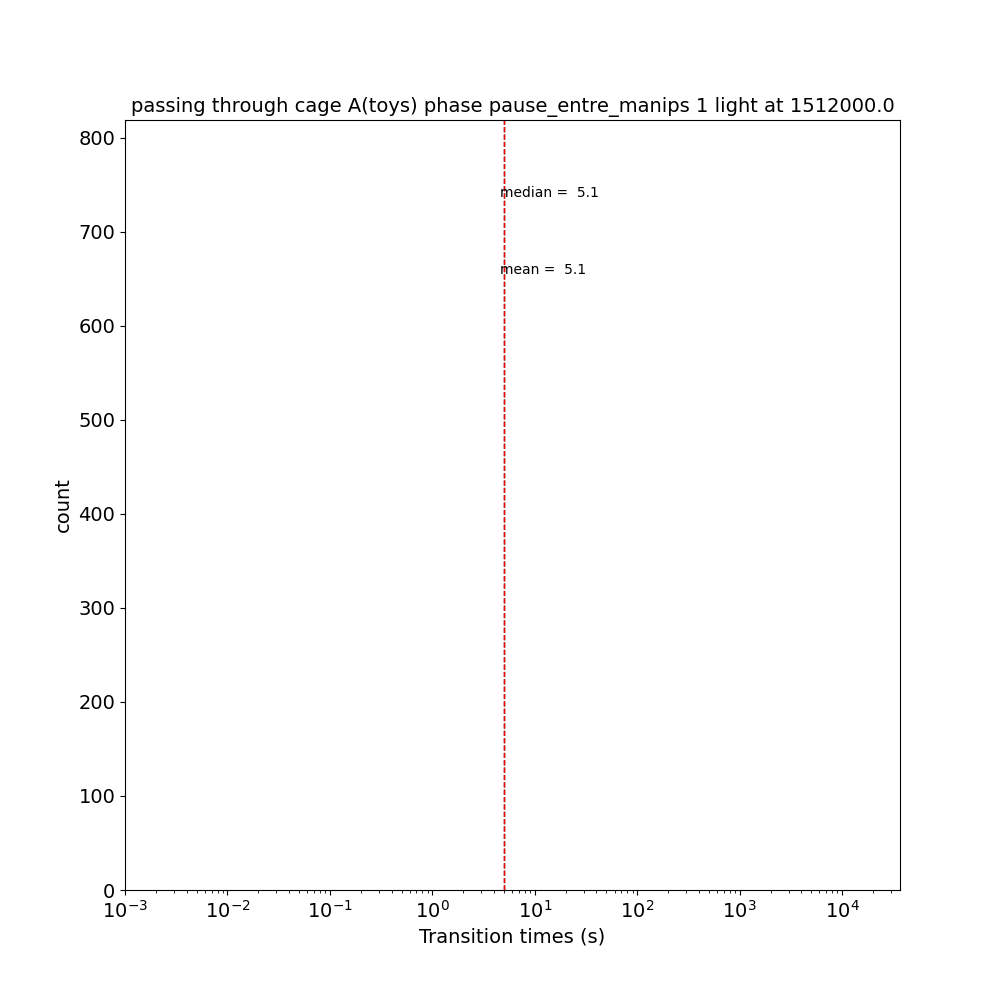 passing through cage A(toys) phase pause_entre_manips 1 light at 1512000.0
800
median =  5.1
700
mean =  5.1
600
500
count
400
300
200
100
0
10⁻³ 10⁻² 10⁻¹ 10⁰ 10¹ 10² 10³ 10⁴
Transition times (s)